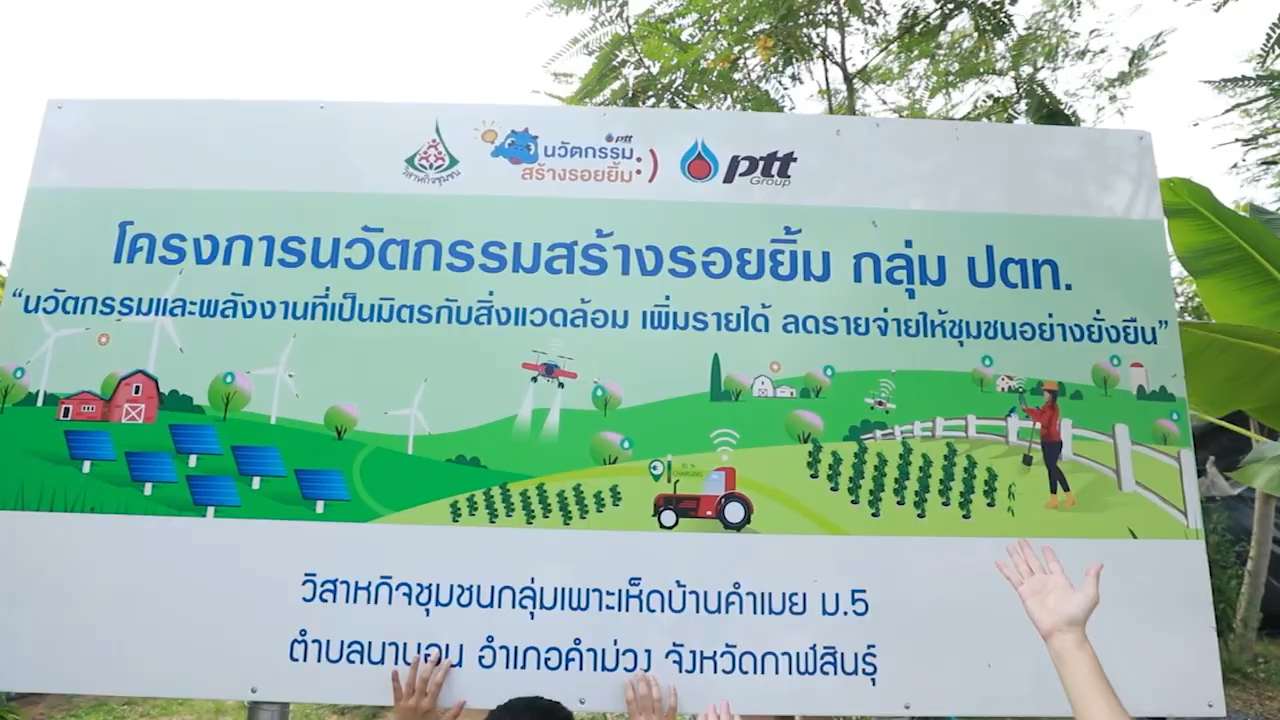 วิสาหกิจชุมชน
ptt
นวัตกรรม
สร้างรอยยิ้ม:)
ptt
Group
โครงการนวัตกรรมสร้างรอยยิ้ม กลุ่ม ปตท.
“นวัตกรรมและพลังงานที่เป็นมิตรกับสิ่งแวดล้อม เพิ่มรายได้ ลดรายจ่ายให้ชุมชนอย่างยั่งยืน”
CHARGING
วิสาหกิจชุมชนกลุ่มเพาะเห็ดบ้านคำเมย ม.5
ตำบลนาบอน อำเภอคำม่วง จังหวัดกาฬสินธุ์